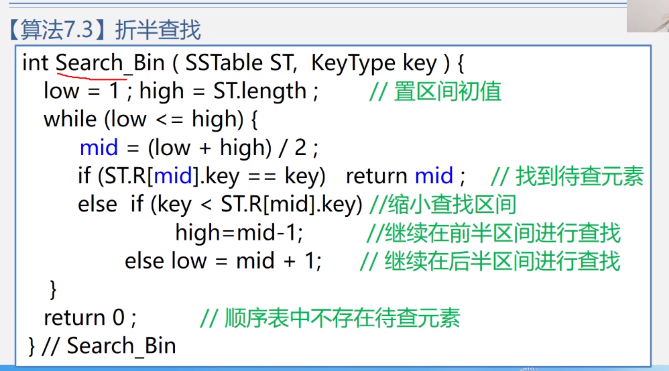 【算法7.3】折半查找
int Search_Bin ( SSTable ST, KeyType key ) {
low = 1 ; high = ST.length ; // 置区间初值
while (low <= high) {
mid = (low + high) / 2 ;
if (ST.R[mid].key == key) return mid ; // 找到待查元素
else if (key < ST.R[mid].key) //缩小查找区间
high=mid-1; //继续在前半区间进行查找
else low = mid + 1; // 继续在后半区间进行查找
}
return 0 ; // 顺序表中不存在待查元素
} // Search_Bin